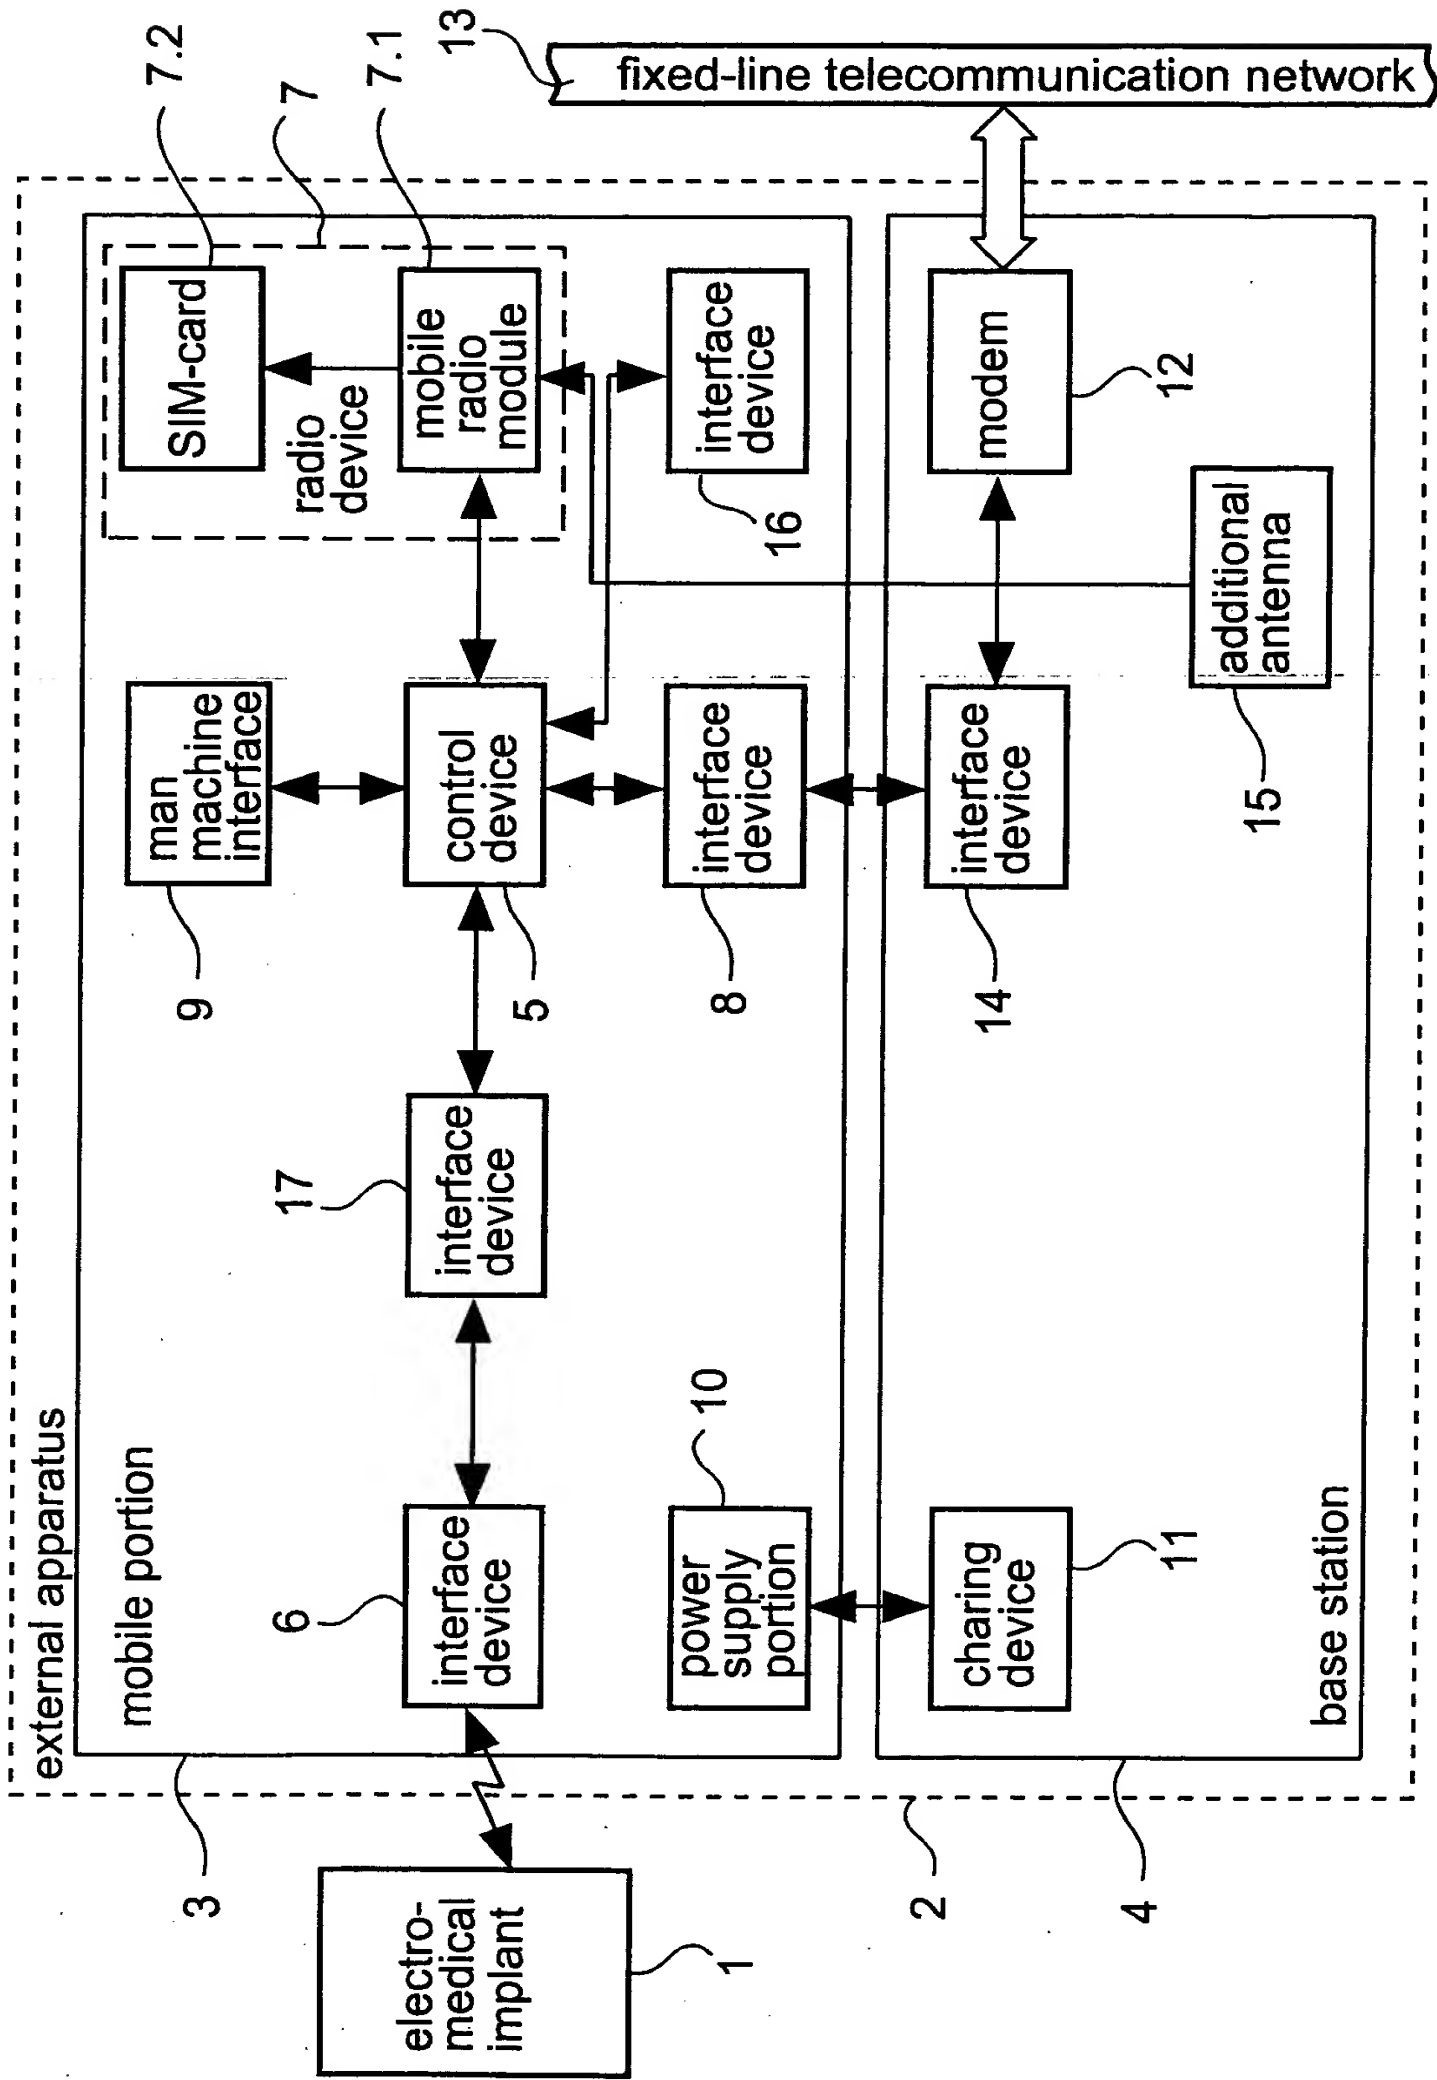 external apparatus
mobile portion
3
electro-
medical
implant
1
6
interface
device
17
interface
device
9
man
machine
interface
control
device
5
7.2
7
7.1
SIM-card
radio
device
mobile
radio
module
13
fixed-line telecommunication network
10
power
supply
portion
8
interface
device
16
interface
device
charing
device
11
14
interface
device
modem
12
15
additional
antenna
base station
2
4